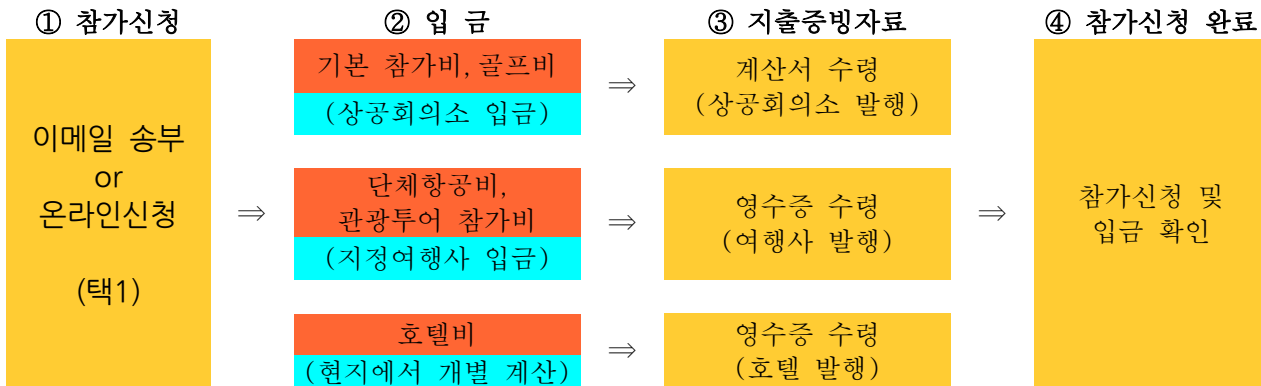 ① 참가신청
이메일 송부
or
온라인신청
(택1)
⇒
② 입 금
기본 참가비, 골프비
(상공회의소 입금)
⇒
단체항공비,
관광투어 참가비
(지정여행사 입금)
⇒
호텔비
(현지에서 개별 계산)
⇒
③ 지출증빙자료
계산서 수령
(상공회의소 발행)
영수증 수령
(여행사 발행)
영수증 수령
(호텔 발행)
⇒
④ 참가신청 완료
참가신청 및
입금 확인